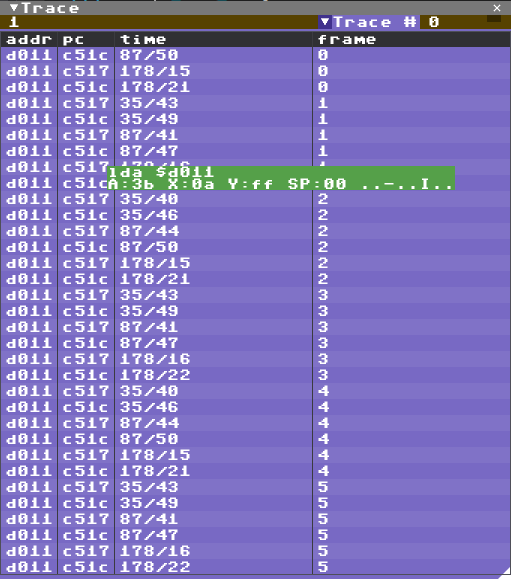 ▼Trace ×
1 ▼Trace # 0
addr pc time frame
d011 c51c 87/50 0
d011 c517 178/15 0
d011 c51c 178/21 0
d011 c517 35/43 1
d011 c51c 35/49 1
d011 c517 87/41 1
d011 c51c 87/47 1
d011 c517
lda $d011
d011 c51c
A:3b X:0a Y:ff SP:00 ..-..I..
d011 c517 35/40 2
d011 c51c 35/46 2
d011 c517 87/44 2
d011 c51c 87/50 2
d011 c517 178/15 2
d011 c51c 178/21 2
d011 c517 35/43 3
d011 c51c 35/49 3
d011 c517 87/41 3
d011 c51c 87/47 3
d011 c517 178/16 3
d011 c51c 178/22 3
d011 c517 35/40 4
d011 c51c 35/46 4
d011 c517 87/44 4
d011 c51c 87/50 4
d011 c517 178/15 4
d011 c51c 178/21 4
d011 c517 35/43 5
d011 c51c 35/49 5
d011 c517 87/41 5
d011 c51c 87/47 5
d011 c517 178/16 5
d011 c51c 178/22 5